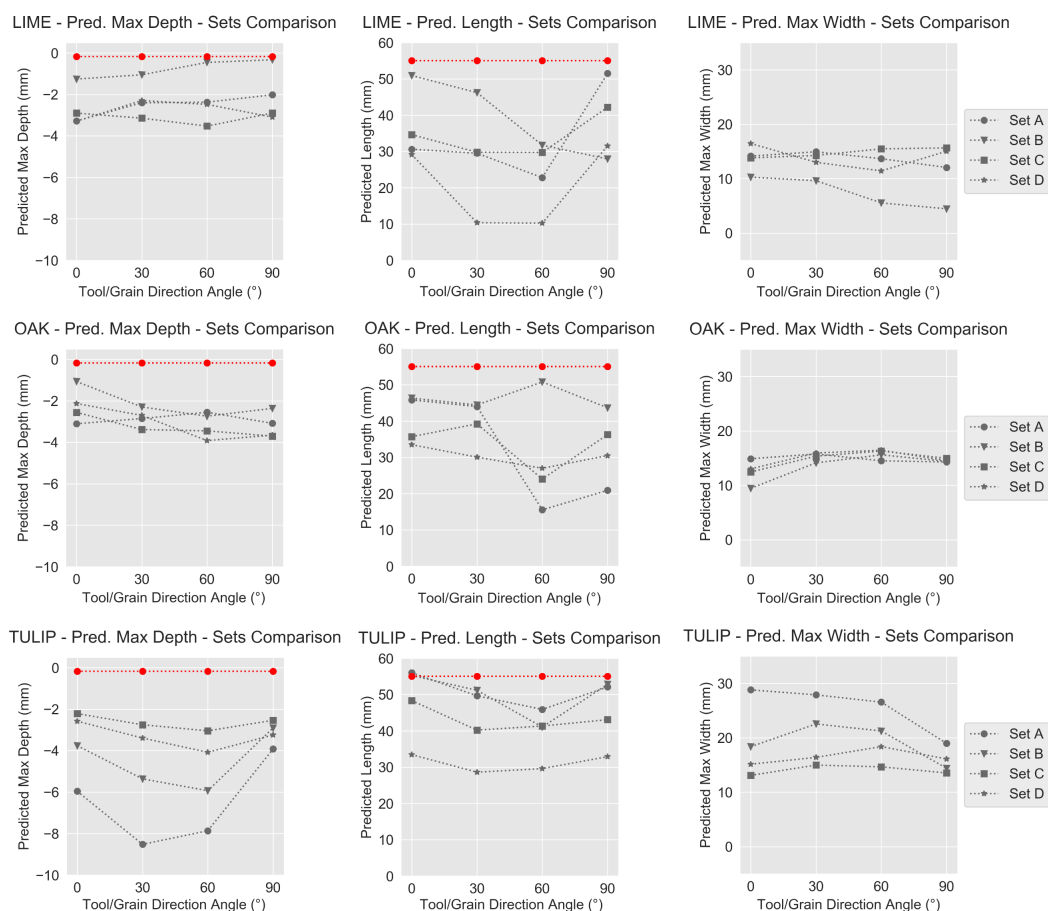 LIME - Pred. Max Depth - Sets Comparison
LIME - Pred. Length - Sets Comparison
LIME - Pred. Max Width - Sets Comparison
Predicted Max Depth (mm)
0
−2
−4
−6
−8
−10
0 30 60 90
Tool/Grain Direction Angle (°)
Predicted Length (mm)
60
50
40
30
20
10
0
0 30 60 90
Tool/Grain Direction Angle (°)
Predicted Max Width (mm)
30
20
10
0
0 30 60 90
Tool/Grain Direction Angle (°)
Set A
Set B
Set C
Set D
OAK - Pred. Max Depth - Sets Comparison
OAK - Pred. Length - Sets Comparison
OAK - Pred. Max Width - Sets Comparison
Predicted Max Depth (mm)
0
−2
−4
−6
−8
−10
0 30 60 90
Tool/Grain Direction Angle (°)
Predicted Length (mm)
60
50
40
30
20
10
0
0 30 60 90
Tool/Grain Direction Angle (°)
Predicted Max Width (mm)
30
20
10
0
0 30 60 90
Tool/Grain Direction Angle (°)
Set A
Set B
Set C
Set D
TULIP - Pred. Max Depth - Sets Comparison
TULIP - Pred. Length - Sets Comparison
TULIP - Pred. Max Width - Sets Comparison
Predicted Max Depth (mm)
0
−2
−4
−6
−8
−10
0 30 60 90
Tool/Grain Direction Angle (°)
Predicted Length (mm)
60
50
40
30
20
10
0
0 30 60 90
Tool/Grain Direction Angle (°)
Predicted Max Width (mm)
30
20
10
0
0 30 60 90
Tool/Grain Direction Angle (°)
Set A
Set B
Set C
Set D